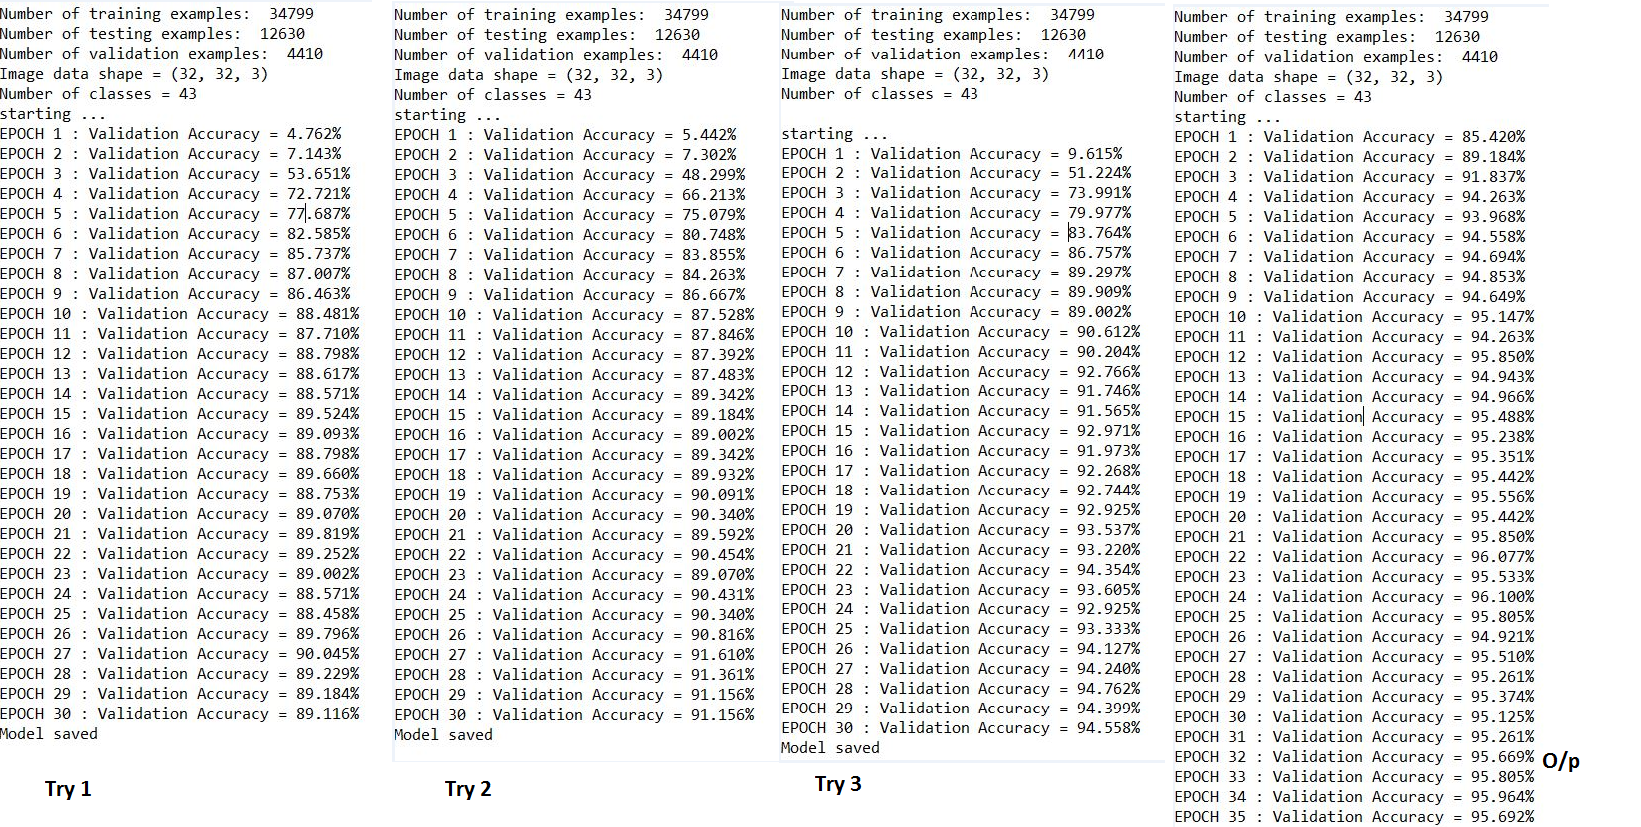 Number of training examples:  34799
Number of testing examples:  12630
Number of validation examples:  4410
Image data shape = (32, 32, 3)
Number of classes = 43
starting ...
EPOCH 1 : Validation Accuracy = 4.762%
EPOCH 2 : Validation Accuracy = 7.143%
EPOCH 3 : Validation Accuracy = 53.651%
EPOCH 4 : Validation Accuracy = 72.721%
EPOCH 5 : Validation Accuracy = 77.687%
EPOCH 6 : Validation Accuracy = 82.585%
EPOCH 7 : Validation Accuracy = 85.737%
EPOCH 8 : Validation Accuracy = 87.007%
EPOCH 9 : Validation Accuracy = 86.463%
EPOCH 10 : Validation Accuracy = 88.481%
EPOCH 11 : Validation Accuracy = 87.710%
EPOCH 12 : Validation Accuracy = 88.798%
EPOCH 13 : Validation Accuracy = 88.617%
EPOCH 14 : Validation Accuracy = 88.571%
EPOCH 15 : Validation Accuracy = 89.524%
EPOCH 16 : Validation Accuracy = 89.093%
EPOCH 17 : Validation Accuracy = 88.798%
EPOCH 18 : Validation Accuracy = 89.660%
EPOCH 19 : Validation Accuracy = 88.753%
EPOCH 20 : Validation Accuracy = 89.070%
EPOCH 21 : Validation Accuracy = 89.819%
EPOCH 22 : Validation Accuracy = 89.252%
EPOCH 23 : Validation Accuracy = 89.002%
EPOCH 24 : Validation Accuracy = 88.571%
EPOCH 25 : Validation Accuracy = 88.458%
EPOCH 26 : Validation Accuracy = 89.796%
EPOCH 27 : Validation Accuracy = 90.045%
EPOCH 28 : Validation Accuracy = 89.229%
EPOCH 29 : Validation Accuracy = 89.184%
EPOCH 30 : Validation Accuracy = 89.116%
Model saved
Try 1
Number of training examples:  34799
Number of testing examples:  12630
Number of validation examples:  4410
Image data shape = (32, 32, 3)
Number of classes = 43
starting ...
EPOCH 1 : Validation Accuracy = 5.442%
EPOCH 2 : Validation Accuracy = 7.302%
EPOCH 3 : Validation Accuracy = 48.299%
EPOCH 4 : Validation Accuracy = 66.213%
EPOCH 5 : Validation Accuracy = 75.079%
EPOCH 6 : Validation Accuracy = 80.748%
EPOCH 7 : Validation Accuracy = 83.855%
EPOCH 8 : Validation Accuracy = 84.263%
EPOCH 9 : Validation Accuracy = 86.667%
EPOCH 10 : Validation Accuracy = 87.528%
EPOCH 11 : Validation Accuracy = 87.846%
EPOCH 12 : Validation Accuracy = 87.392%
EPOCH 13 : Validation Accuracy = 87.483%
EPOCH 14 : Validation Accuracy = 89.342%
EPOCH 15 : Validation Accuracy = 89.184%
EPOCH 16 : Validation Accuracy = 89.002%
EPOCH 17 : Validation Accuracy = 89.342%
EPOCH 18 : Validation Accuracy = 89.932%
EPOCH 19 : Validation Accuracy = 90.091%
EPOCH 20 : Validation Accuracy = 90.340%
EPOCH 21 : Validation Accuracy = 89.592%
EPOCH 22 : Validation Accuracy = 90.454%
EPOCH 23 : Validation Accuracy = 89.070%
EPOCH 24 : Validation Accuracy = 90.431%
EPOCH 25 : Validation Accuracy = 90.340%
EPOCH 26 : Validation Accuracy = 90.816%
EPOCH 27 : Validation Accuracy = 91.610%
EPOCH 28 : Validation Accuracy = 91.361%
EPOCH 29 : Validation Accuracy = 91.156%
EPOCH 30 : Validation Accuracy = 91.156%
Model saved
Try 2
Number of training examples:  34799
Number of testing examples:  12630
Number of validation examples:  4410
Image data shape = (32, 32, 3)
Number of classes = 43
starting ...
EPOCH 1 : Validation Accuracy = 9.615%
EPOCH 2 : Validation Accuracy = 51.224%
EPOCH 3 : Validation Accuracy = 73.991%
EPOCH 4 : Validation Accuracy = 79.977%
EPOCH 5 : Validation Accuracy = 83.764%
EPOCH 6 : Validation Accuracy = 86.757%
EPOCH 7 : Validation Accuracy = 89.297%
EPOCH 8 : Validation Accuracy = 89.909%
EPOCH 9 : Validation Accuracy = 89.002%
EPOCH 10 : Validation Accuracy = 90.612%
EPOCH 11 : Validation Accuracy = 90.204%
EPOCH 12 : Validation Accuracy = 92.766%
EPOCH 13 : Validation Accuracy = 91.746%
EPOCH 14 : Validation Accuracy = 91.565%
EPOCH 15 : Validation Accuracy = 92.971%
EPOCH 16 : Validation Accuracy = 91.973%
EPOCH 17 : Validation Accuracy = 92.268%
EPOCH 18 : Validation Accuracy = 92.744%
EPOCH 19 : Validation Accuracy = 92.925%
EPOCH 20 : Validation Accuracy = 93.537%
EPOCH 21 : Validation Accuracy = 93.220%
EPOCH 22 : Validation Accuracy = 94.354%
EPOCH 23 : Validation Accuracy = 93.605%
EPOCH 24 : Validation Accuracy = 92.925%
EPOCH 25 : Validation Accuracy = 93.333%
EPOCH 26 : Validation Accuracy = 94.127%
EPOCH 27 : Validation Accuracy = 94.240%
EPOCH 28 : Validation Accuracy = 94.762%
EPOCH 29 : Validation Accuracy = 94.399%
EPOCH 30 : Validation Accuracy = 94.558%
Model saved
Try 3
Number of training examples:  34799
Number of testing examples:  12630
Number of validation examples:  4410
Image data shape = (32, 32, 3)
Number of classes = 43
starting ...
EPOCH 1 : Validation Accuracy = 85.420%
EPOCH 2 : Validation Accuracy = 89.184%
EPOCH 3 : Validation Accuracy = 91.837%
EPOCH 4 : Validation Accuracy = 94.263%
EPOCH 5 : Validation Accuracy = 93.968%
EPOCH 6 : Validation Accuracy = 94.558%
EPOCH 7 : Validation Accuracy = 94.694%
EPOCH 8 : Validation Accuracy = 94.853%
EPOCH 9 : Validation Accuracy = 94.649%
EPOCH 10 : Validation Accuracy = 95.147%
EPOCH 11 : Validation Accuracy = 94.263%
EPOCH 12 : Validation Accuracy = 95.850%
EPOCH 13 : Validation Accuracy = 94.943%
EPOCH 14 : Validation Accuracy = 94.966%
EPOCH 15 : Validation Accuracy = 95.488%
EPOCH 16 : Validation Accuracy = 95.238%
EPOCH 17 : Validation Accuracy = 95.351%
EPOCH 18 : Validation Accuracy = 95.442%
EPOCH 19 : Validation Accuracy = 95.556%
EPOCH 20 : Validation Accuracy = 95.442%
EPOCH 21 : Validation Accuracy = 95.850%
EPOCH 22 : Validation Accuracy = 96.077%
EPOCH 23 : Validation Accuracy = 95.533%
EPOCH 24 : Validation Accuracy = 96.100%
EPOCH 25 : Validation Accuracy = 95.805%
EPOCH 26 : Validation Accuracy = 94.921%
EPOCH 27 : Validation Accuracy = 95.510%
EPOCH 28 : Validation Accuracy = 95.261%
EPOCH 29 : Validation Accuracy = 95.374%
EPOCH 30 : Validation Accuracy = 95.125%
EPOCH 31 : Validation Accuracy = 95.261%
EPOCH 32 : Validation Accuracy = 95.669%
EPOCH 33 : Validation Accuracy = 95.805%
EPOCH 34 : Validation Accuracy = 95.964%
EPOCH 35 : Validation Accuracy = 95.692%
O/p